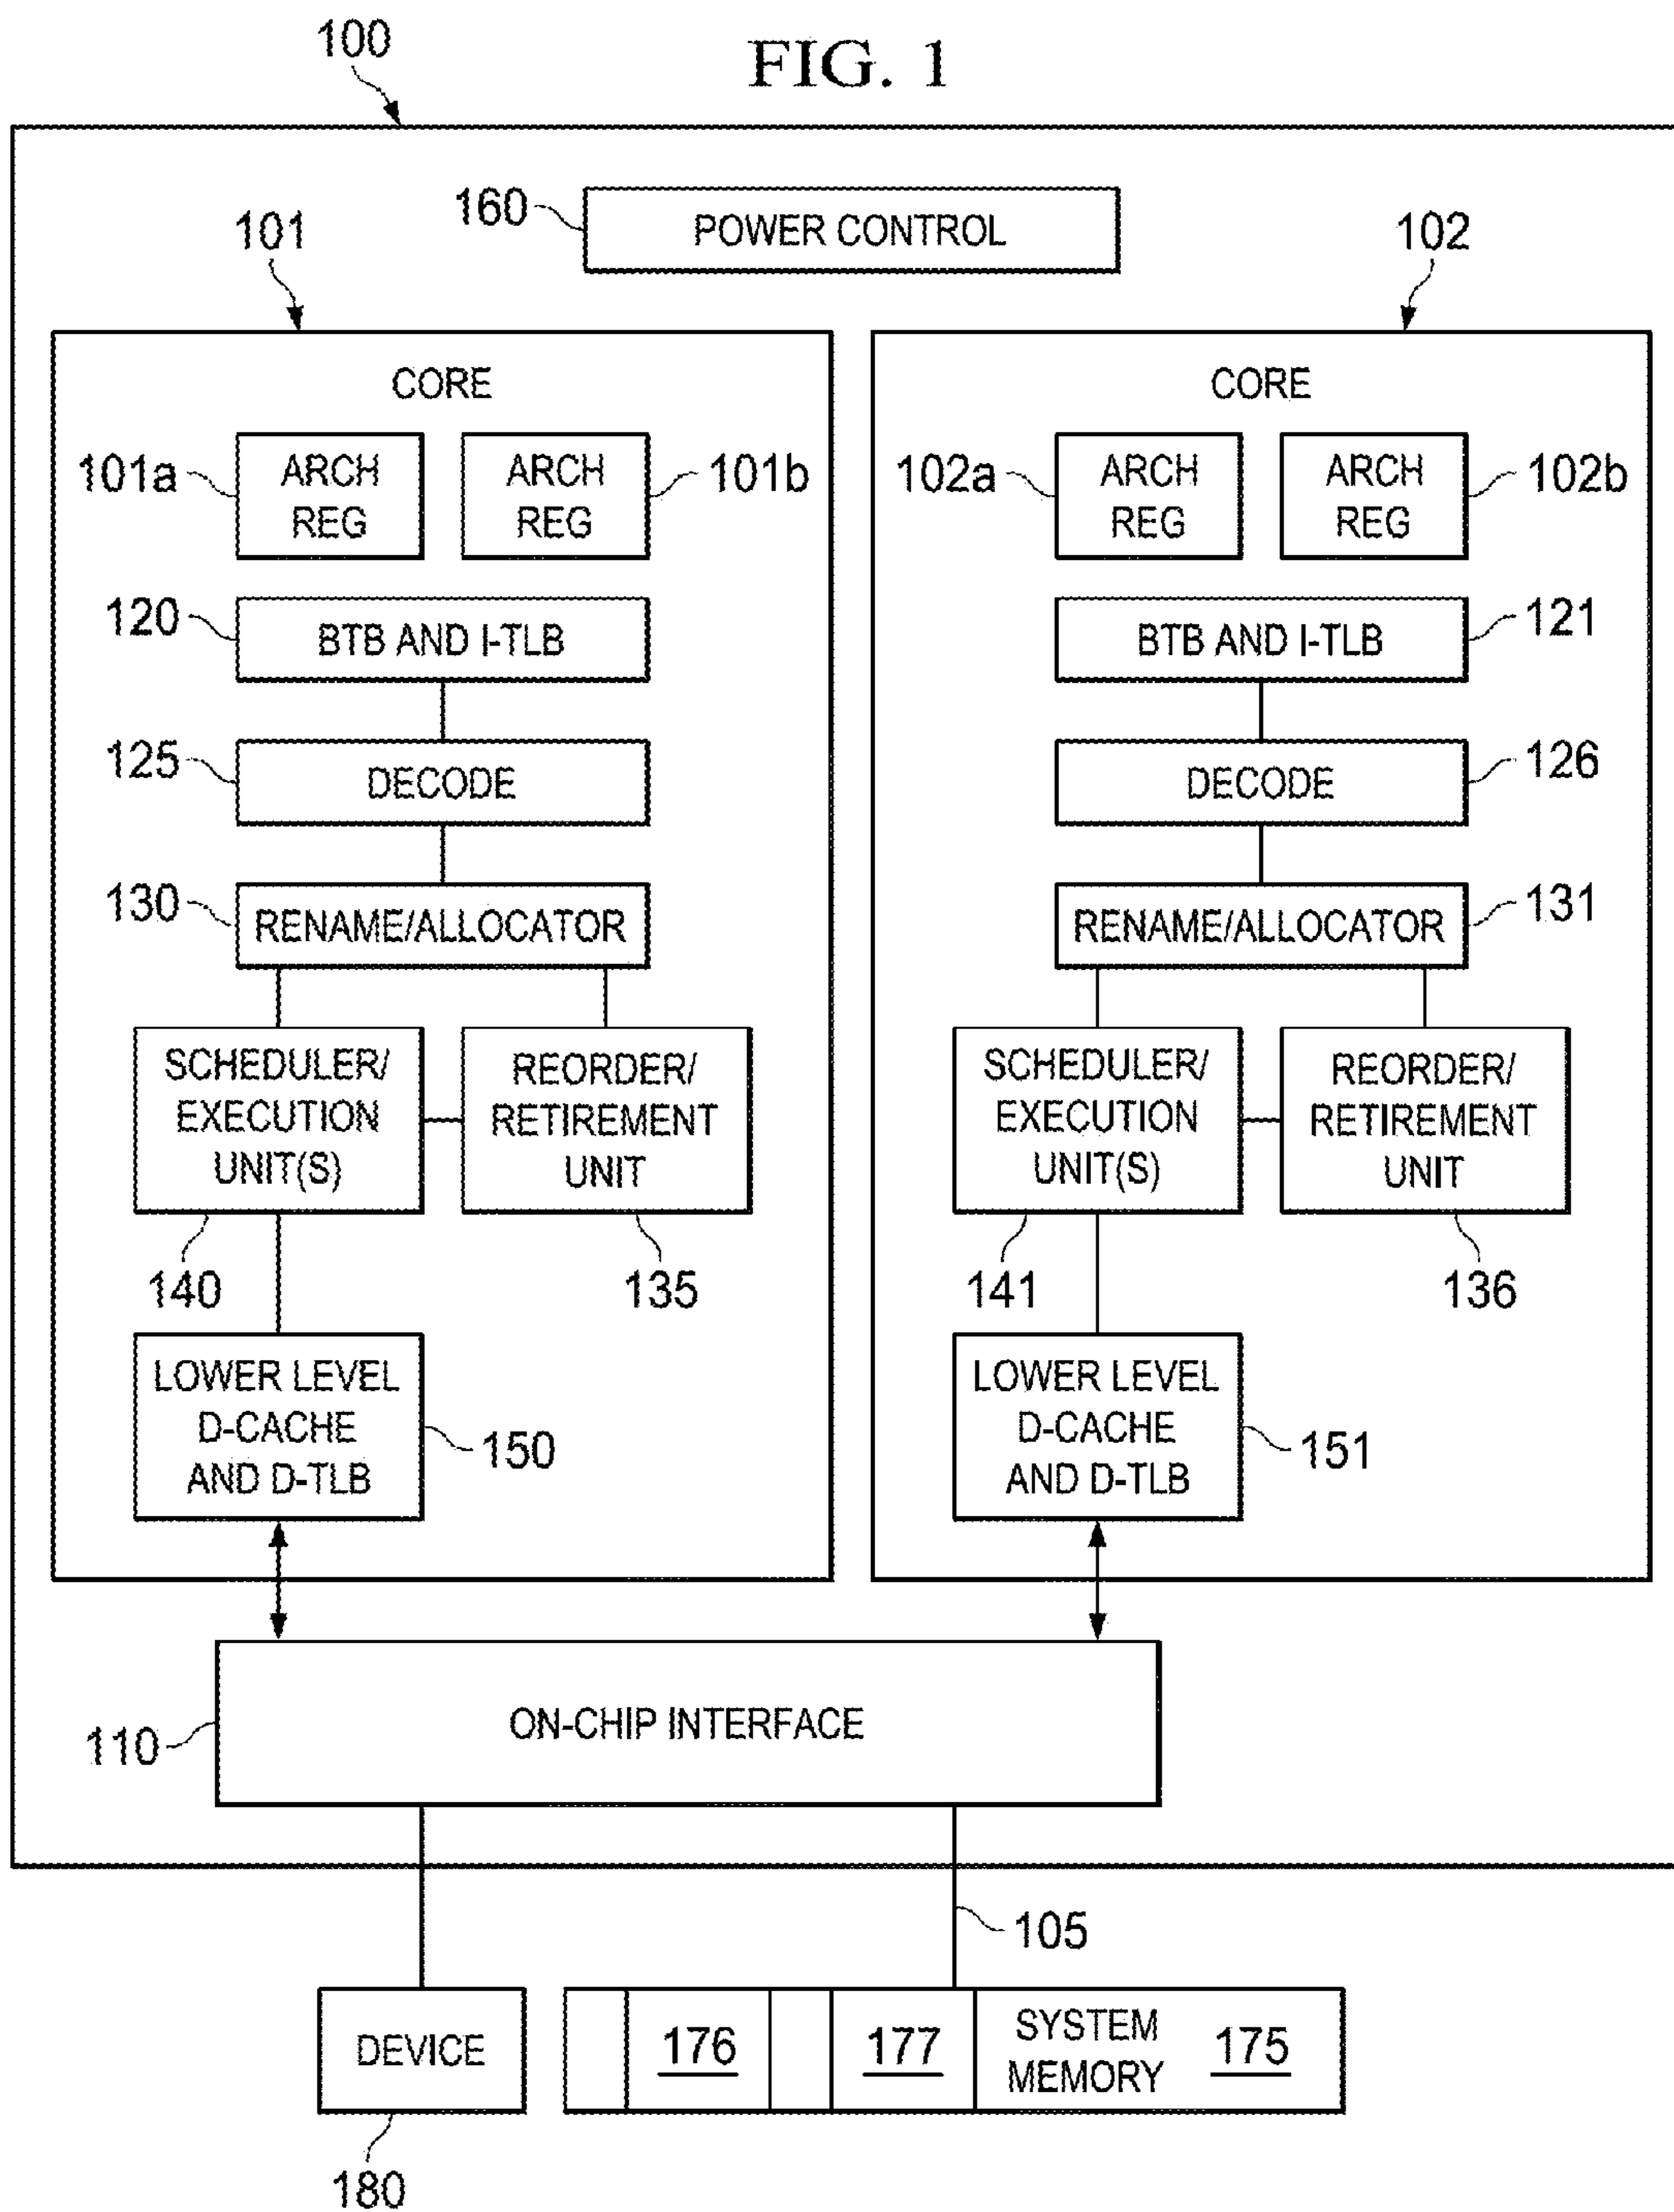 FIG. 1
100
160
POWER CONTROL
101
102
CORE
101a
ARCH
REG
ARCH
REG
101b
120
BTB AND I-TLB
125
DECODE
130
RENAME/ALLOCATOR
SCHEDULER/
EXECUTION
UNIT(S)
REORDER/
RETIREMENT
UNIT
140
135
LOWER LEVEL
D-CACHE
AND D-TLB
150
CORE
102a
ARCH
REG
ARCH
REG
102b
BTB AND I-TLB
121
DECODE
126
RENAME/ALLOCATOR
131
SCHEDULER/
EXECUTION
UNIT(S)
REORDER/
RETIREMENT
UNIT
141
136
LOWER LEVEL
D-CACHE
AND D-TLB
151
110
ON-CHIP INTERFACE
105
DEVICE
180
176
177
SYSTEM
MEMORY
175